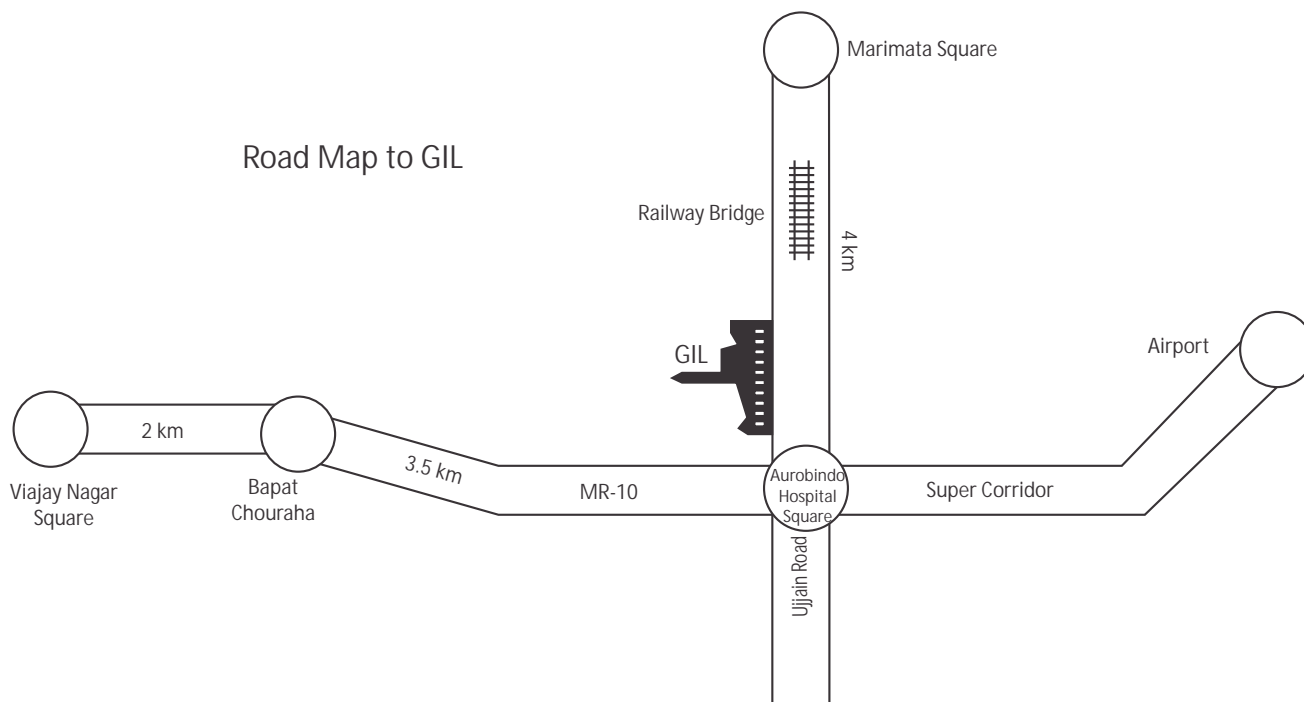 Marimata Square
Road Map to GIL
Railway Bridge
4 km
GIL
Airport
2 km
3.5 km
Viajay Nagar
Square
Bapat
Chouraha
MR-10
Aurobindo
Hospital
Square
Super Corridor
Ujjain Road